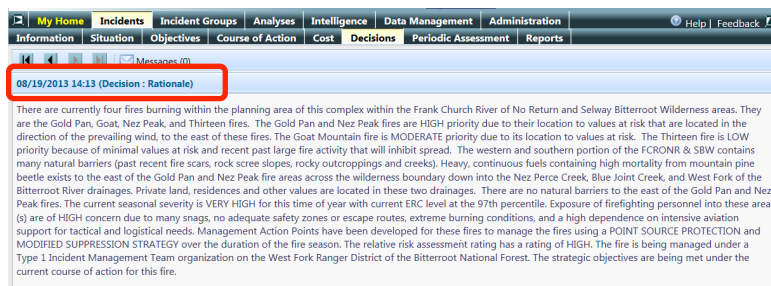 My Home Incidents Incident Groups Analyses Intelligence Data Management Administration Help | Feedback
Information Situation Objectives Course of Action Cost Decisions Periodic Assessment Reports
Messages (0)
08/19/2013 14:13 (Decision : Rationale)
There are currently four fires burning within the planning area of this complex within the Frank Church River of No Return and Selway Bitterroot Wilderness areas. They
are the Gold Pan, Goat, Nez Peak, and Thirteen fires. The Gold Pan and Nez Peak fires are HIGH priority due to their location to values at risk that are located in the
direction of the prevailing wind, to the east of these fires. The Goat Mountain fire is MODERATE priority due to its location to values at risk. The Thirteen fire is LOW
priority because of minimal values at risk and recent past large fire activity that will inhibit spread. The western and southern portion of the FCRONR & SBW contains
many natural barriers (past recent fire scars, rock scree slopes, rocky outcroppings and creeks). Heavy, continuous fuels containing high mortality from mountain pine
beetle exists to the east of the Gold Pan and Nez Peak fire areas across the wilderness boundary down into the Nez Perce Creek, Blue Joint Creek, and West Fork of the
Bitterroot River drainages. Private land, residences and other values are located in these two drainages. There are no natural barriers to the east of the Gold Pan and Nez
Peak fires. The current seasonal severity is VERY HIGH for this time of year with current ERC level at the 97th percentile. Exposure of firefighting personnel into these area
(s) are of HIGH concern due to many snags, no adequate safety zones or escape routes, extreme burning conditions, and a high dependence on intensive aviation
support for tactical and logistical needs. Management Action Points have been developed for these fires to manage the fires using a POINT SOURCE PROTECTION and
MODIFIED SUPPRESSION STRATEGY over the duration of the fire season. The relative risk assessment rating has a rating of HIGH. The fire is being managed under a
Type 1 Incident Management Team organization on the West Fork Ranger District of the Bitterroot National Forest. The strategic objectives are being met under the
current course of action for this fire.